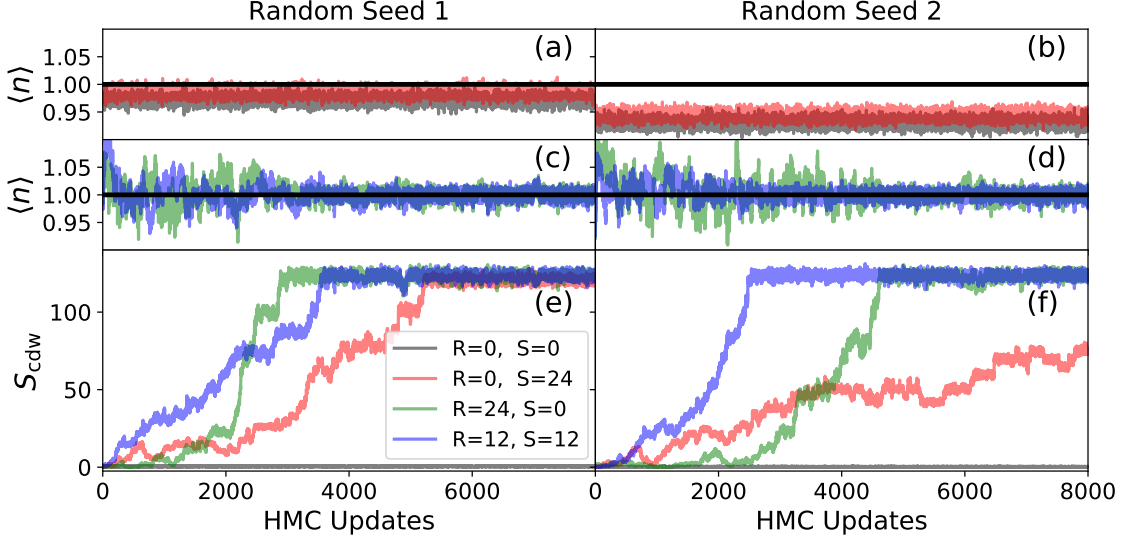 Random Seed 1
Random Seed 2
⟨n⟩
1.05
1.00
0.95
(a)
(b)
⟨n⟩
1.05
1.00
0.95
(c)
(d)
S_cdw
100
50
0
(e)
(f)
R=0, S=0
R=0, S=24
R=24, S=0
R=12, S=12
0 2000 4000 6000
0 2000 4000 6000 8000
HMC Updates
HMC Updates